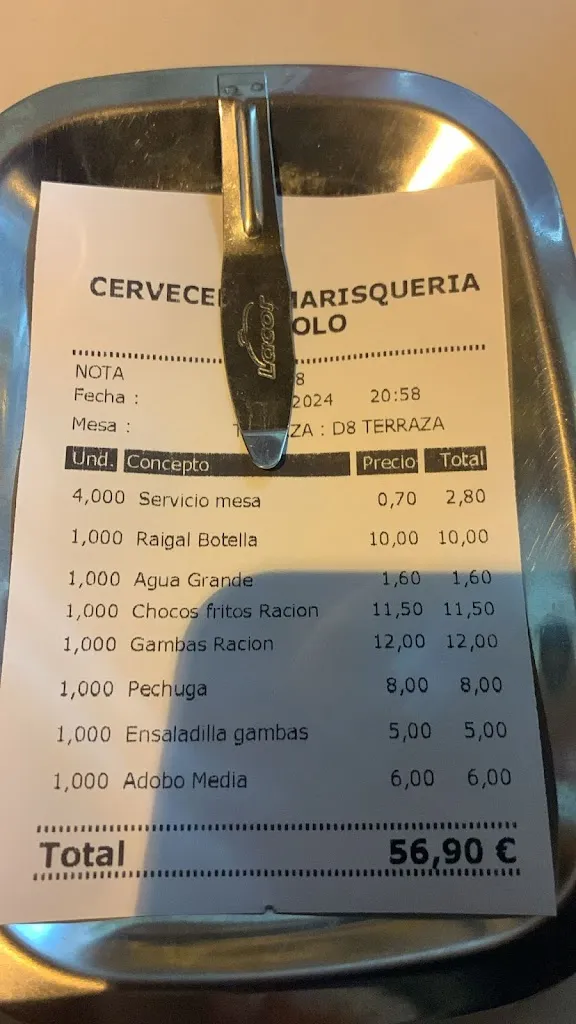 CERVECE MARISQUERIA
OLO
NOTA 8
Fecha : 2024 20:58
Mesa : T ZA : D8 TERRAZA
Und. Concepto Precio Total
4,000 Servicio mesa 0,70 2,80
1,000 Raigal Botella 10,00 10,00
1,000 Agua Grande 1,60 1,60
1,000 Chocos fritos Racion 11,50 11,50
1,000 Gambas Racion 12,00 12,00
1,000 Pechuga 8,00 8,00
1,000 Ensaladilla gambas 5,00 5,00
1,000 Adobo Media 6,00 6,00
Total 56,90 €
Lacor